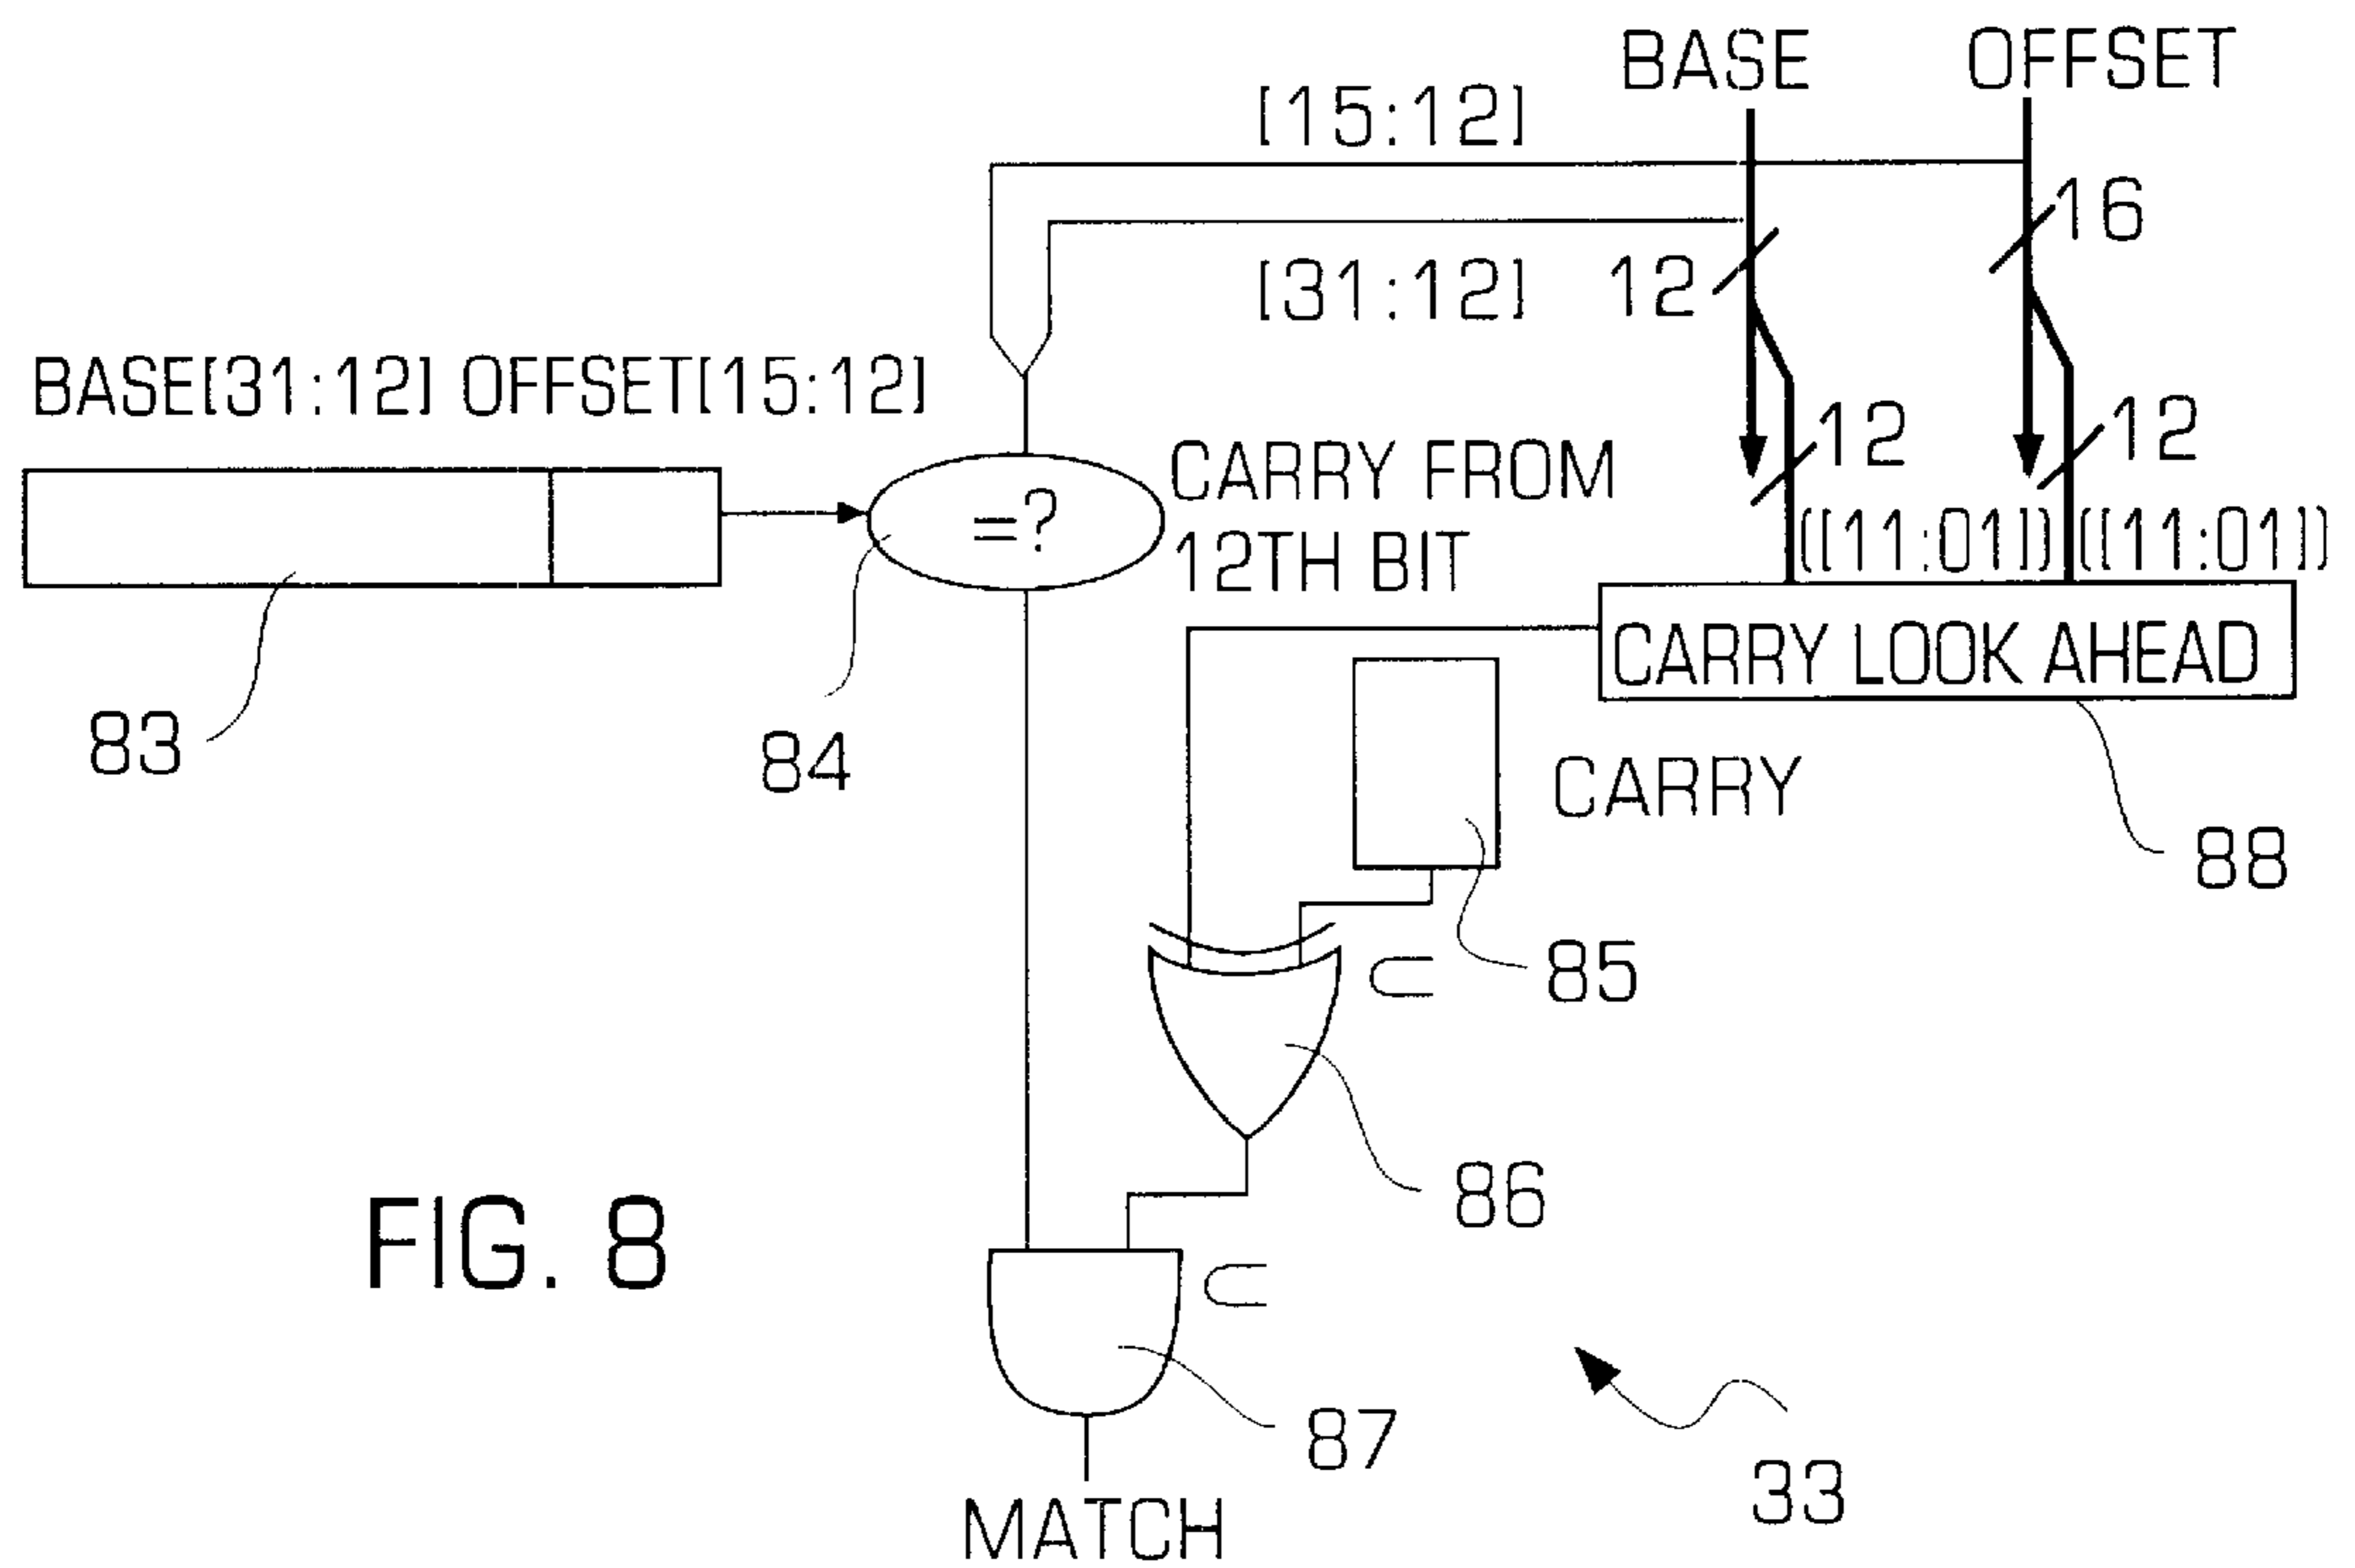 BASE OFFSET
[15:12]
16
[31:12] 12
BASE[31:12] OFFSET[15:12]
12 12
CARRY FROM
12TH BIT
=?
([11:01]) ([11:01])
CARRY LOOK AHEAD
83
84
CARRY
88
85
86
FIG. 8
87
33
MATCH